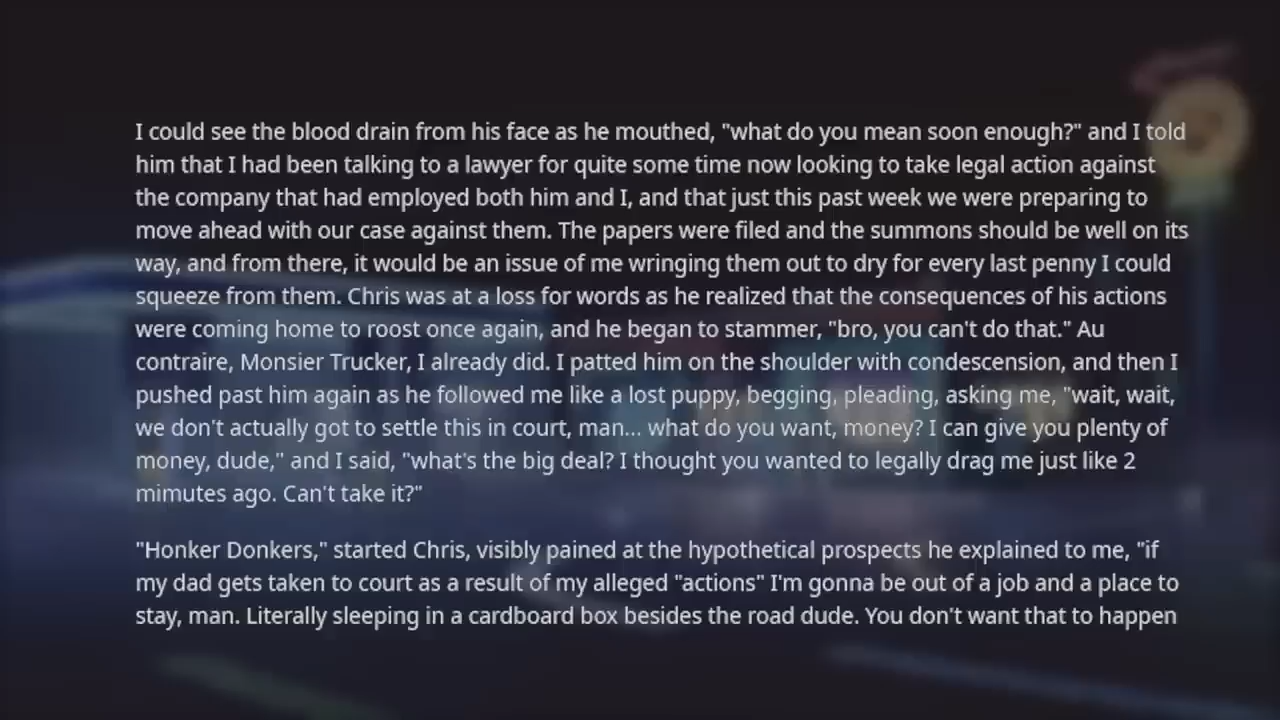 I could see the blood drain from his face as he mouthed, "what do you mean soon enough?" and I told
him that I had been talking to a lawyer for quite some time now looking to take legal action against
the company that had employed both him and I, and that just this past week we were preparing to
move ahead with our case against them. The papers were filed and the summons should be well on its
way, and from there, it would be an issue of me wringing them out to dry for every last penny I could
squeeze from them. Chris was at a loss for words as he realized that the consequences of his actions
were coming home to roost once again, and he began to stammer, "bro, you can't do that." Au
contraire, Monsier Trucker, I already did. I patted him on the shoulder with condescension, and then I
pushed past him again as he followed me like a lost puppy, begging, pleading, asking me, "wait, wait,
we don't actually got to settle this in court, man... what do you want, money? I can give you plenty of
money, dude," and I said, "what's the big deal? I thought you wanted to legally drag me just like 2
mimutes ago. Can't take it?"
"Honker Donkers," started Chris, visibly pained at the hypothetical prospects he explained to me, "if
my dad gets taken to court as a result of my alleged "actions" I'm gonna be out of a job and a place to
stay, man. Literally sleeping in a cardboard box besides the road dude. You don't want that to happen